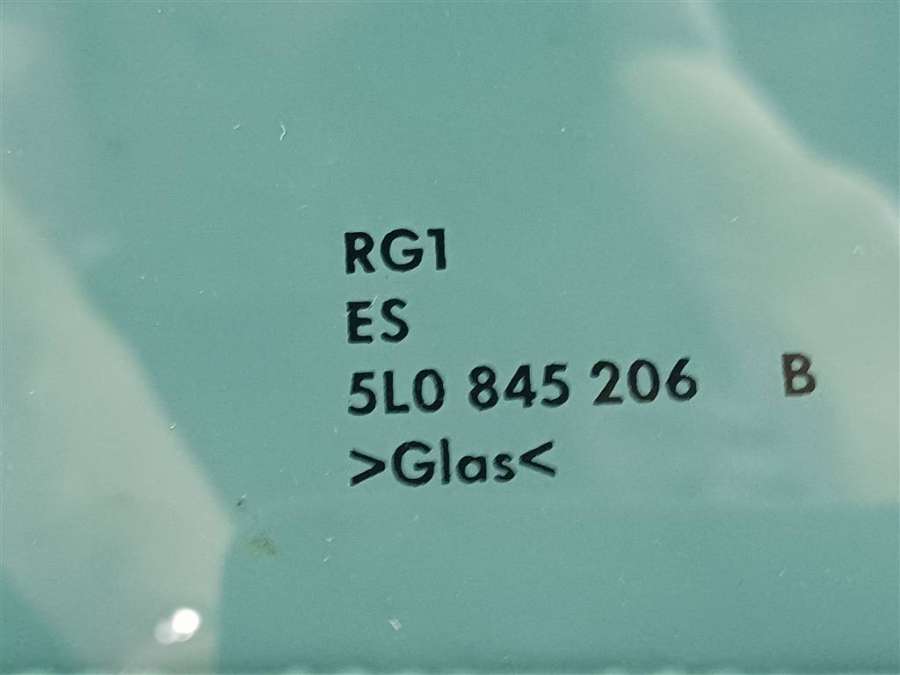 RG1
ES
5L0 845 206 B
>Glas<